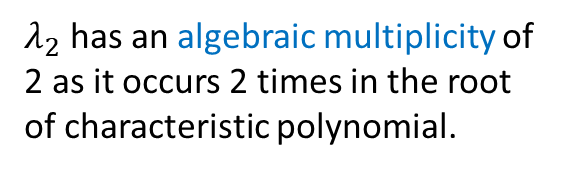 λ₂ has an algebraic multiplicity of
2 as it occurs 2 times in the root
of characteristic polynomial.